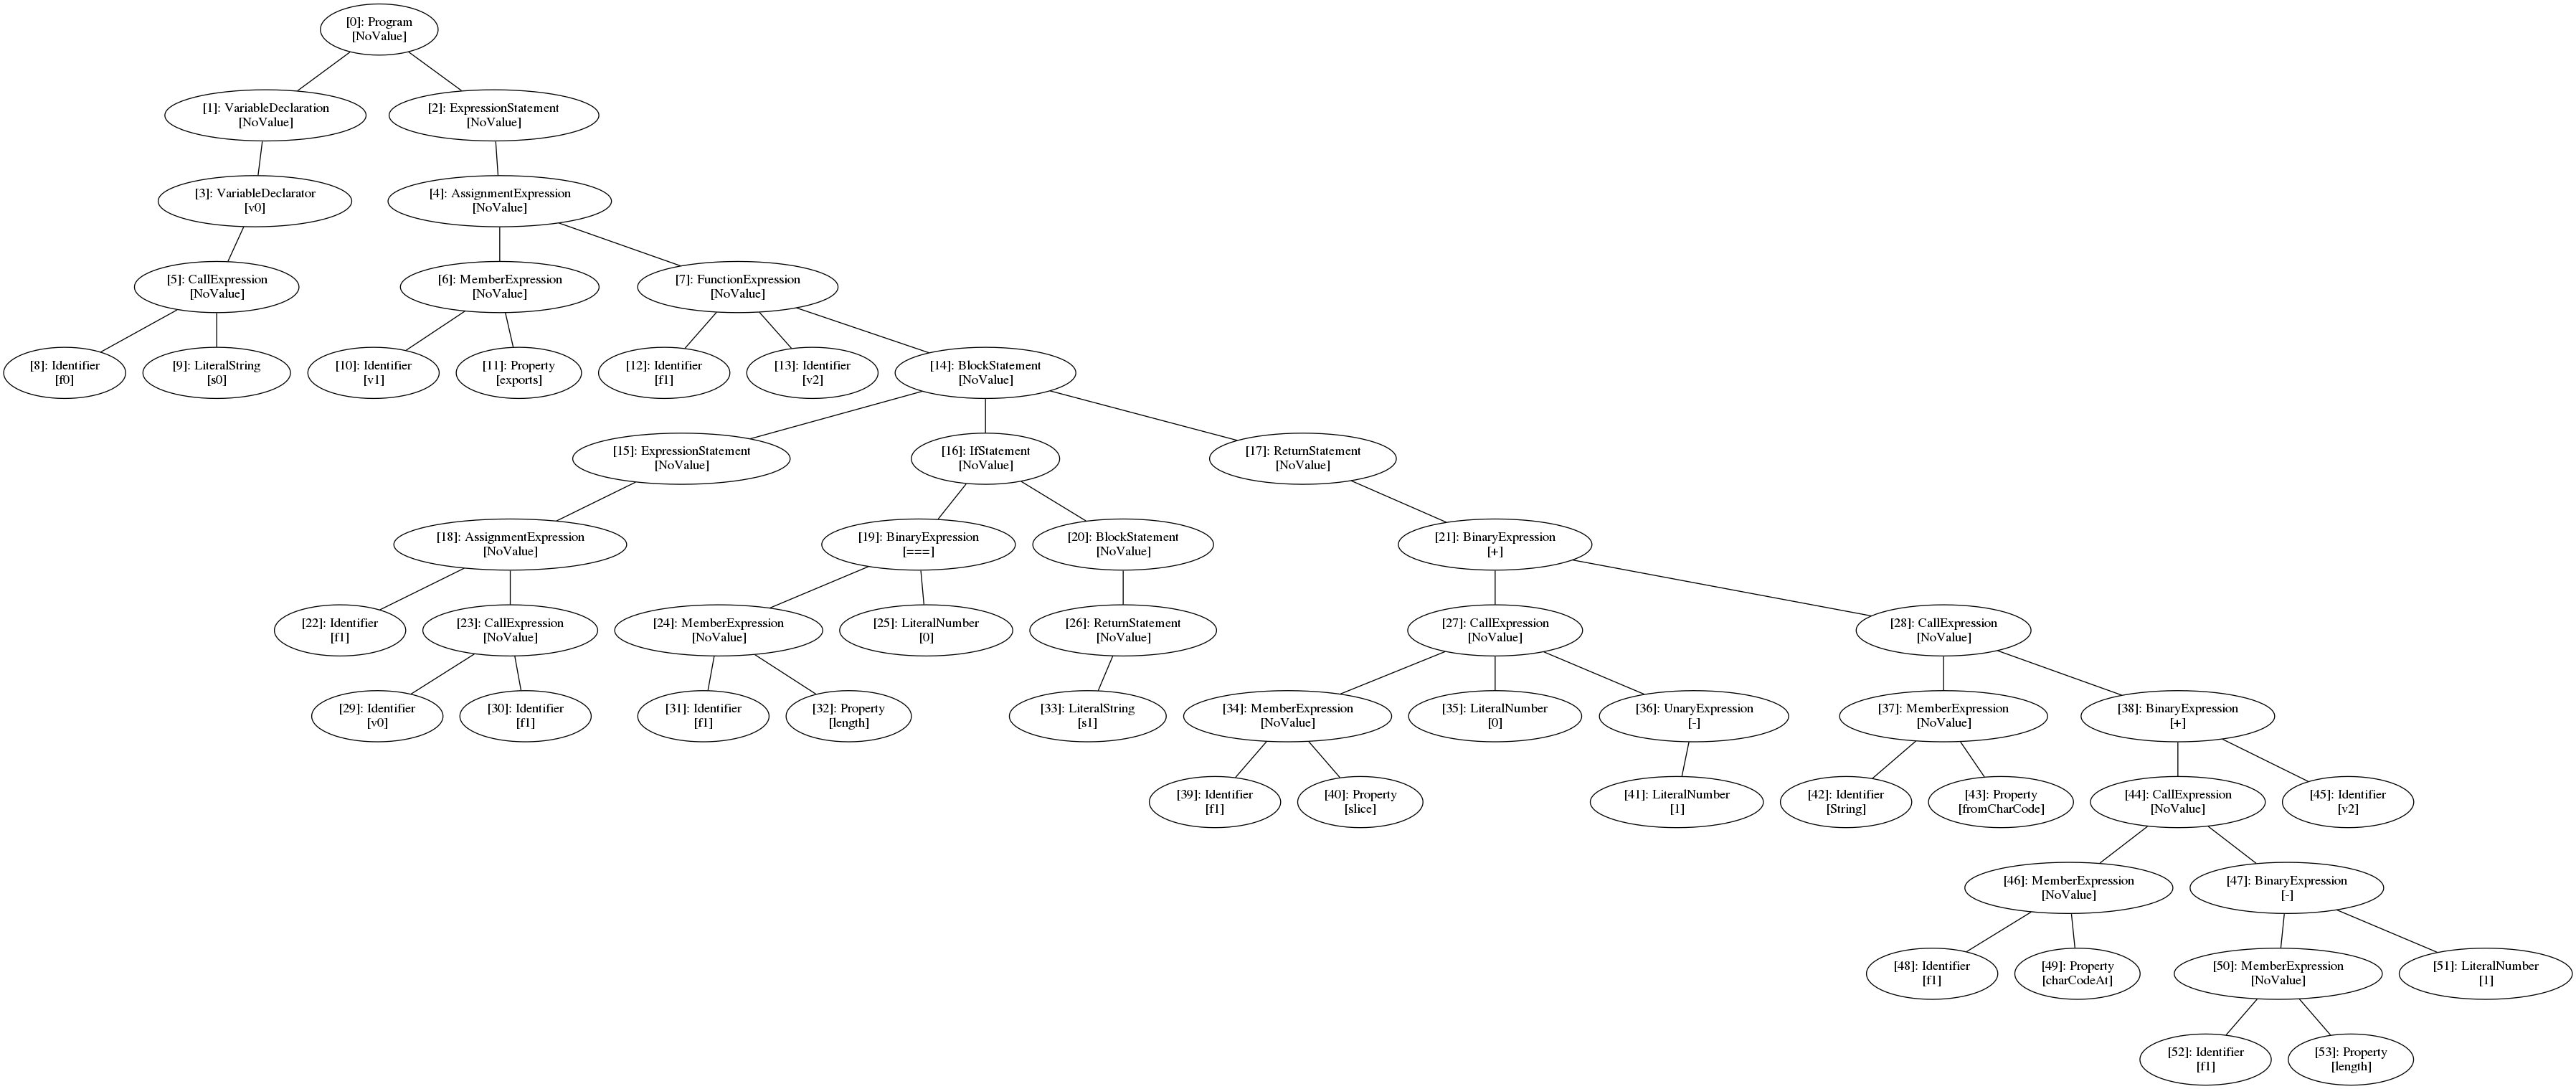 [0]: Program
[NoValue]
[1]: VariableDeclaration
[NoValue]
[2]: ExpressionStatement
[NoValue]
[3]: VariableDeclarator
[v0]
[4]: AssignmentExpression
[NoValue]
[5]: CallExpression
[NoValue]
[6]: MemberExpression
[NoValue]
[7]: FunctionExpression
[NoValue]
[8]: Identifier
[f0]
[9]: LiteralString
[s0]
[10]: Identifier
[v1]
[11]: Property
[exports]
[12]: Identifier
[f1]
[13]: Identifier
[v2]
[14]: BlockStatement
[NoValue]
[15]: ExpressionStatement
[NoValue]
[16]: IfStatement
[NoValue]
[17]: ReturnStatement
[NoValue]
[18]: AssignmentExpression
[NoValue]
[19]: BinaryExpression
[===]
[20]: BlockStatement
[NoValue]
[21]: BinaryExpression
[+]
[22]: Identifier
[f1]
[23]: CallExpression
[NoValue]
[24]: MemberExpression
[NoValue]
[25]: LiteralNumber
[0]
[26]: ReturnStatement
[NoValue]
[27]: CallExpression
[NoValue]
[28]: CallExpression
[NoValue]
[29]: Identifier
[v0]
[30]: Identifier
[f1]
[31]: Identifier
[f1]
[32]: Property
[length]
[33]: LiteralString
[s1]
[34]: MemberExpression
[NoValue]
[35]: LiteralNumber
[0]
[36]: UnaryExpression
[-]
[37]: MemberExpression
[NoValue]
[38]: BinaryExpression
[+]
[39]: Identifier
[f1]
[40]: Property
[slice]
[41]: LiteralNumber
[1]
[42]: Identifier
[String]
[43]: Property
[fromCharCode]
[44]: CallExpression
[NoValue]
[45]: Identifier
[v2]
[46]: MemberExpression
[NoValue]
[47]: BinaryExpression
[-]
[48]: Identifier
[f1]
[49]: Property
[charCodeAt]
[50]: MemberExpression
[NoValue]
[51]: LiteralNumber
[1]
[52]: Identifier
[f1]
[53]: Property
[length]